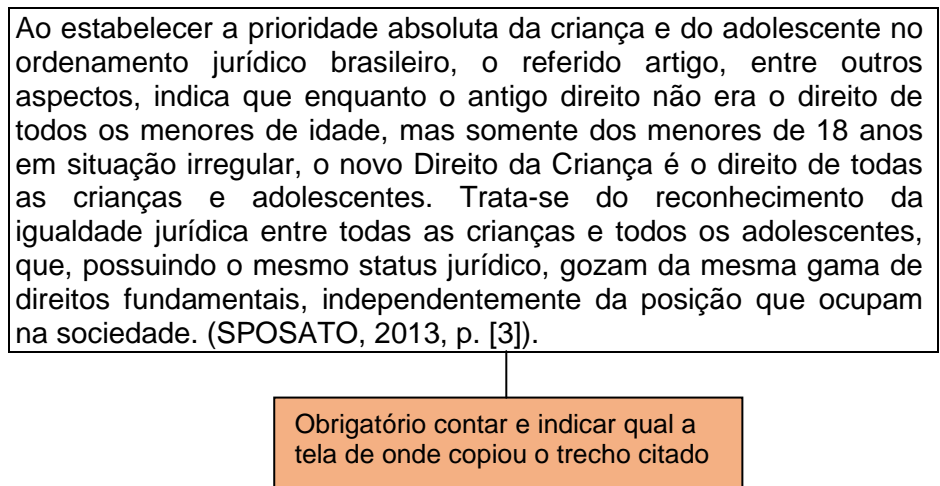 Ao estabelecer a prioridade absoluta da criança e do adolescente no
ordenamento jurídico brasileiro, o referido artigo, entre outros
aspectos, indica que enquanto o antigo direito não era o direito de
todos os menores de idade, mas somente dos menores de 18 anos
em situação irregular, o novo Direito da Criança é o direito de todas
as crianças e adolescentes. Trata-se do reconhecimento da
igualdade jurídica entre todas as crianças e todos os adolescentes,
que, possuindo o mesmo status jurídico, gozam da mesma gama de
direitos fundamentais, independentemente da posição que ocupam
na sociedade. (SPOSATO, 2013, p. [3]).
Obrigatório contar e indicar qual a
tela de onde copiou o trecho citado